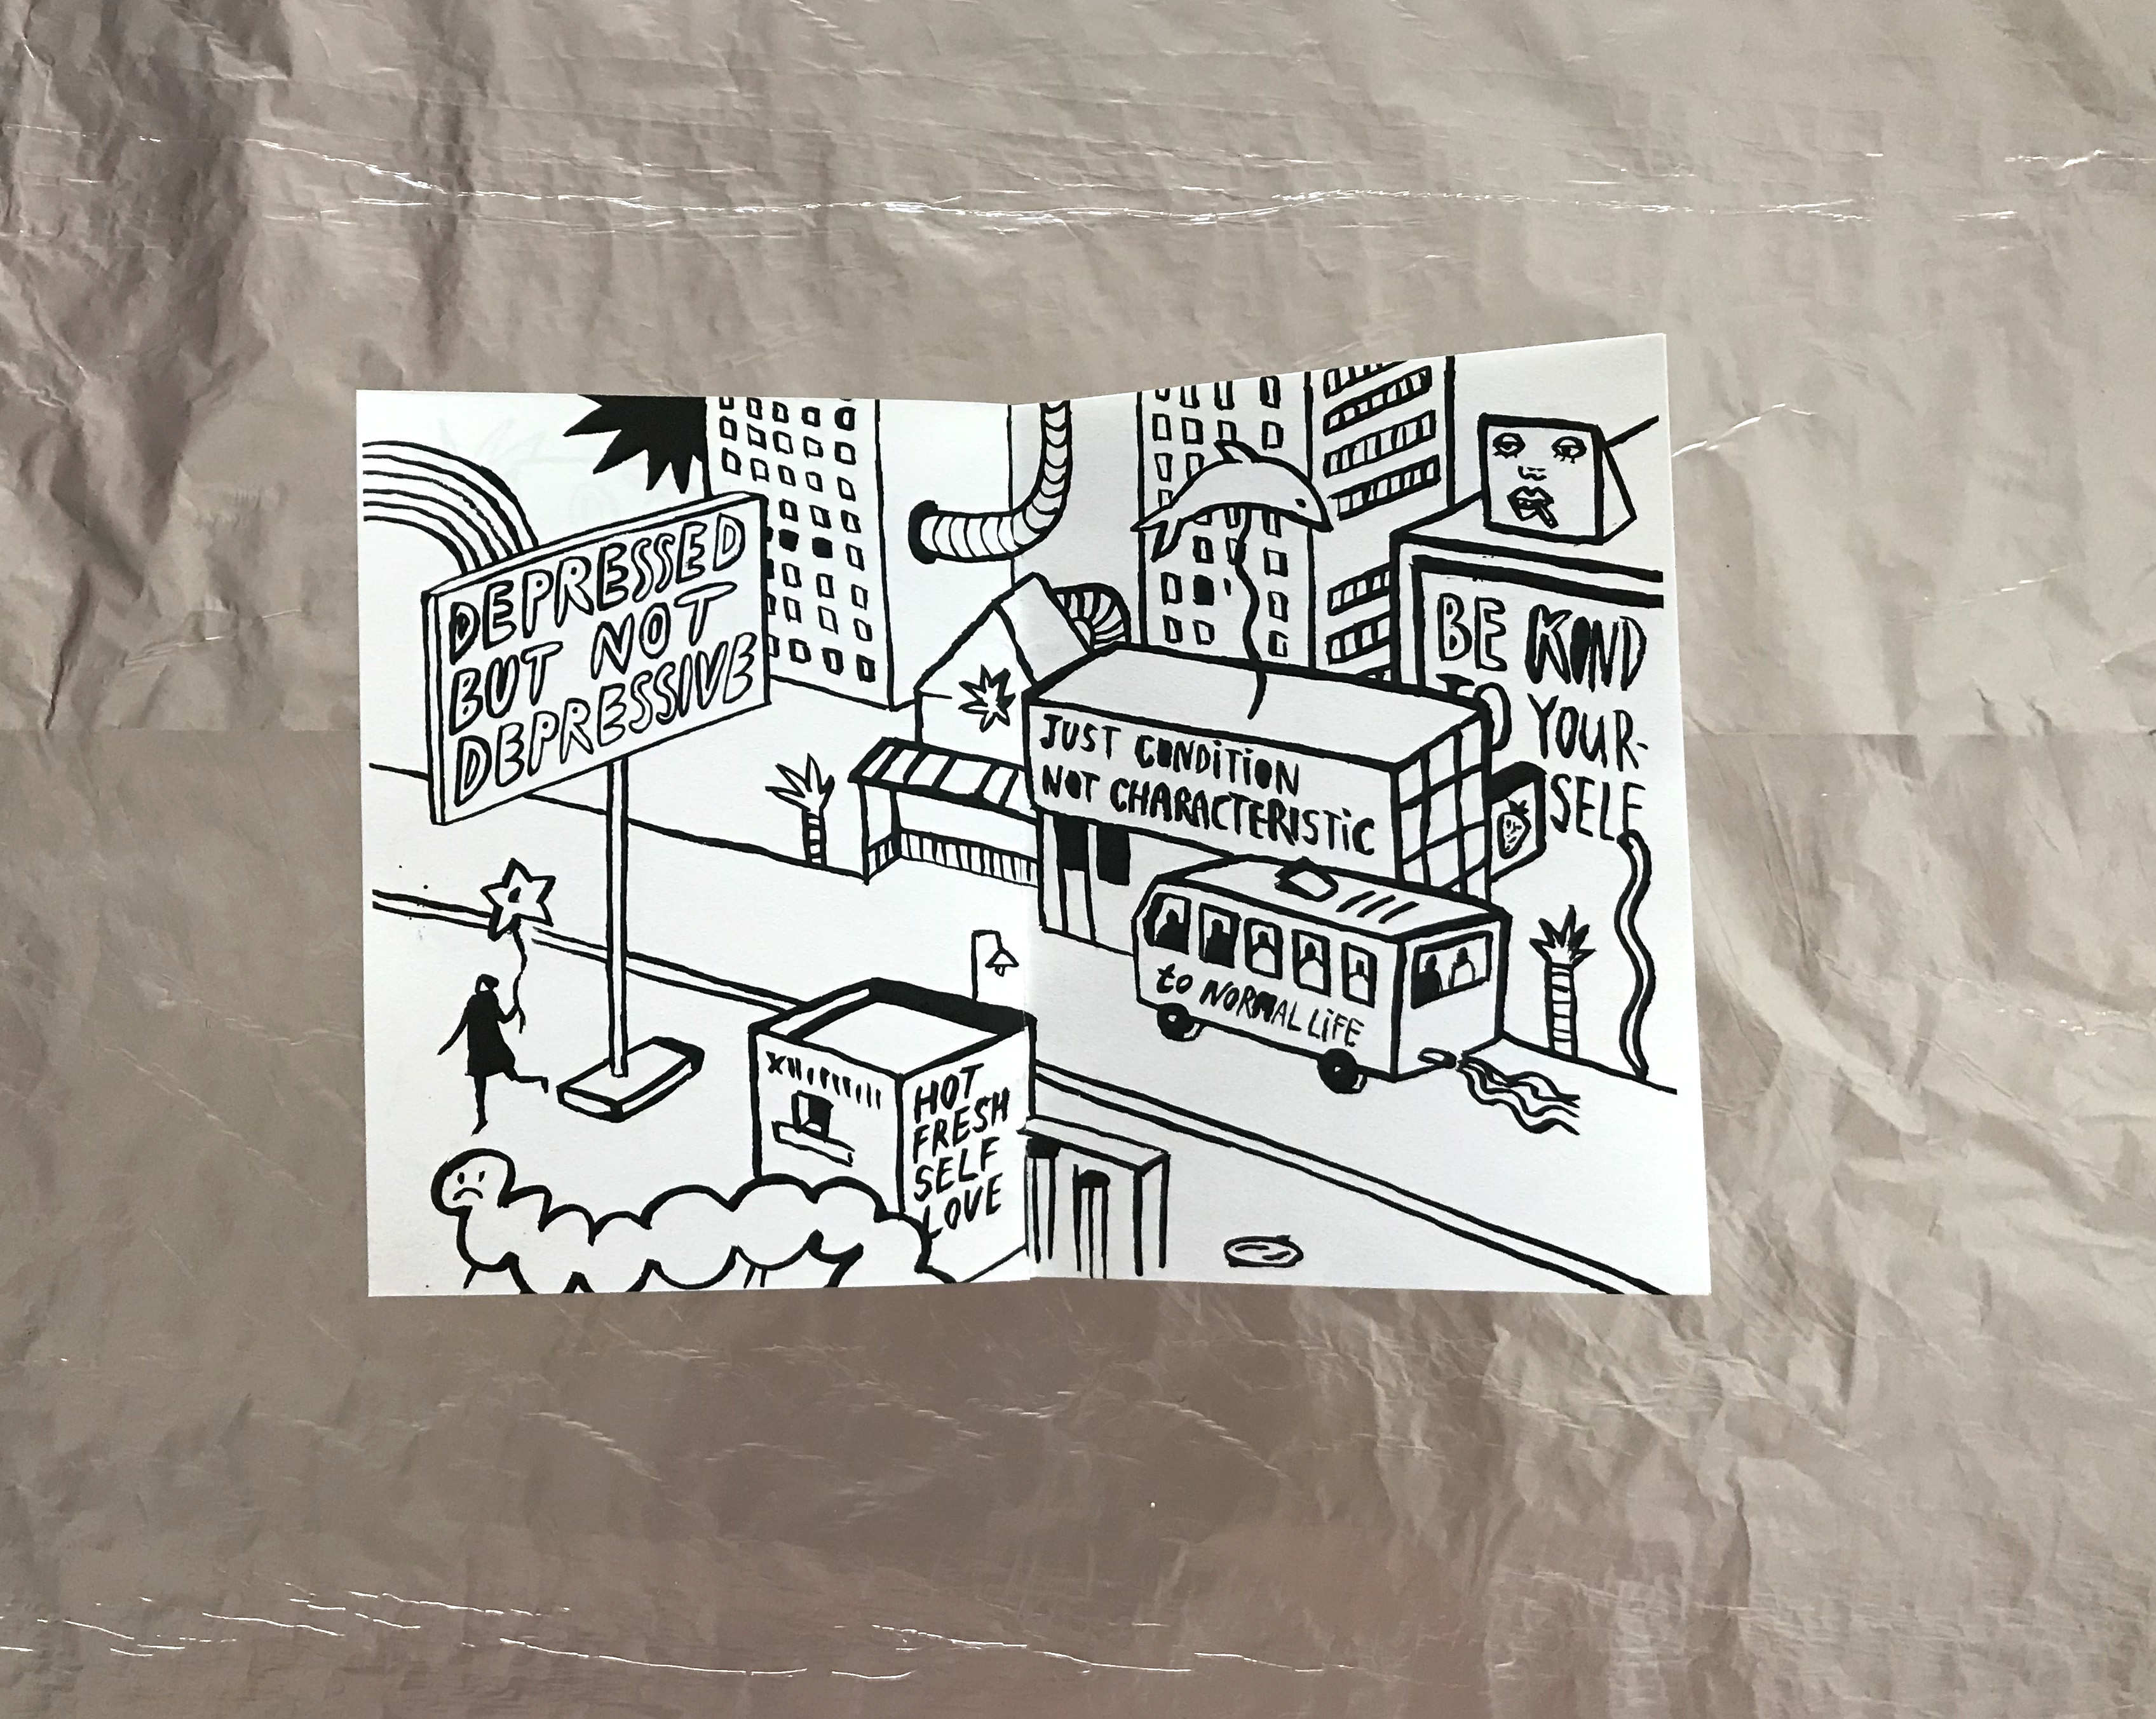 DEPRESSED
BUT NOT
DEPRESSIVE
JUST CONDITION
NOT CHARACTERISTIC
BE KIND
TO YOUR-
SELF
to NORMAL LIFE
HOT
FRESH
SELF
LOVE